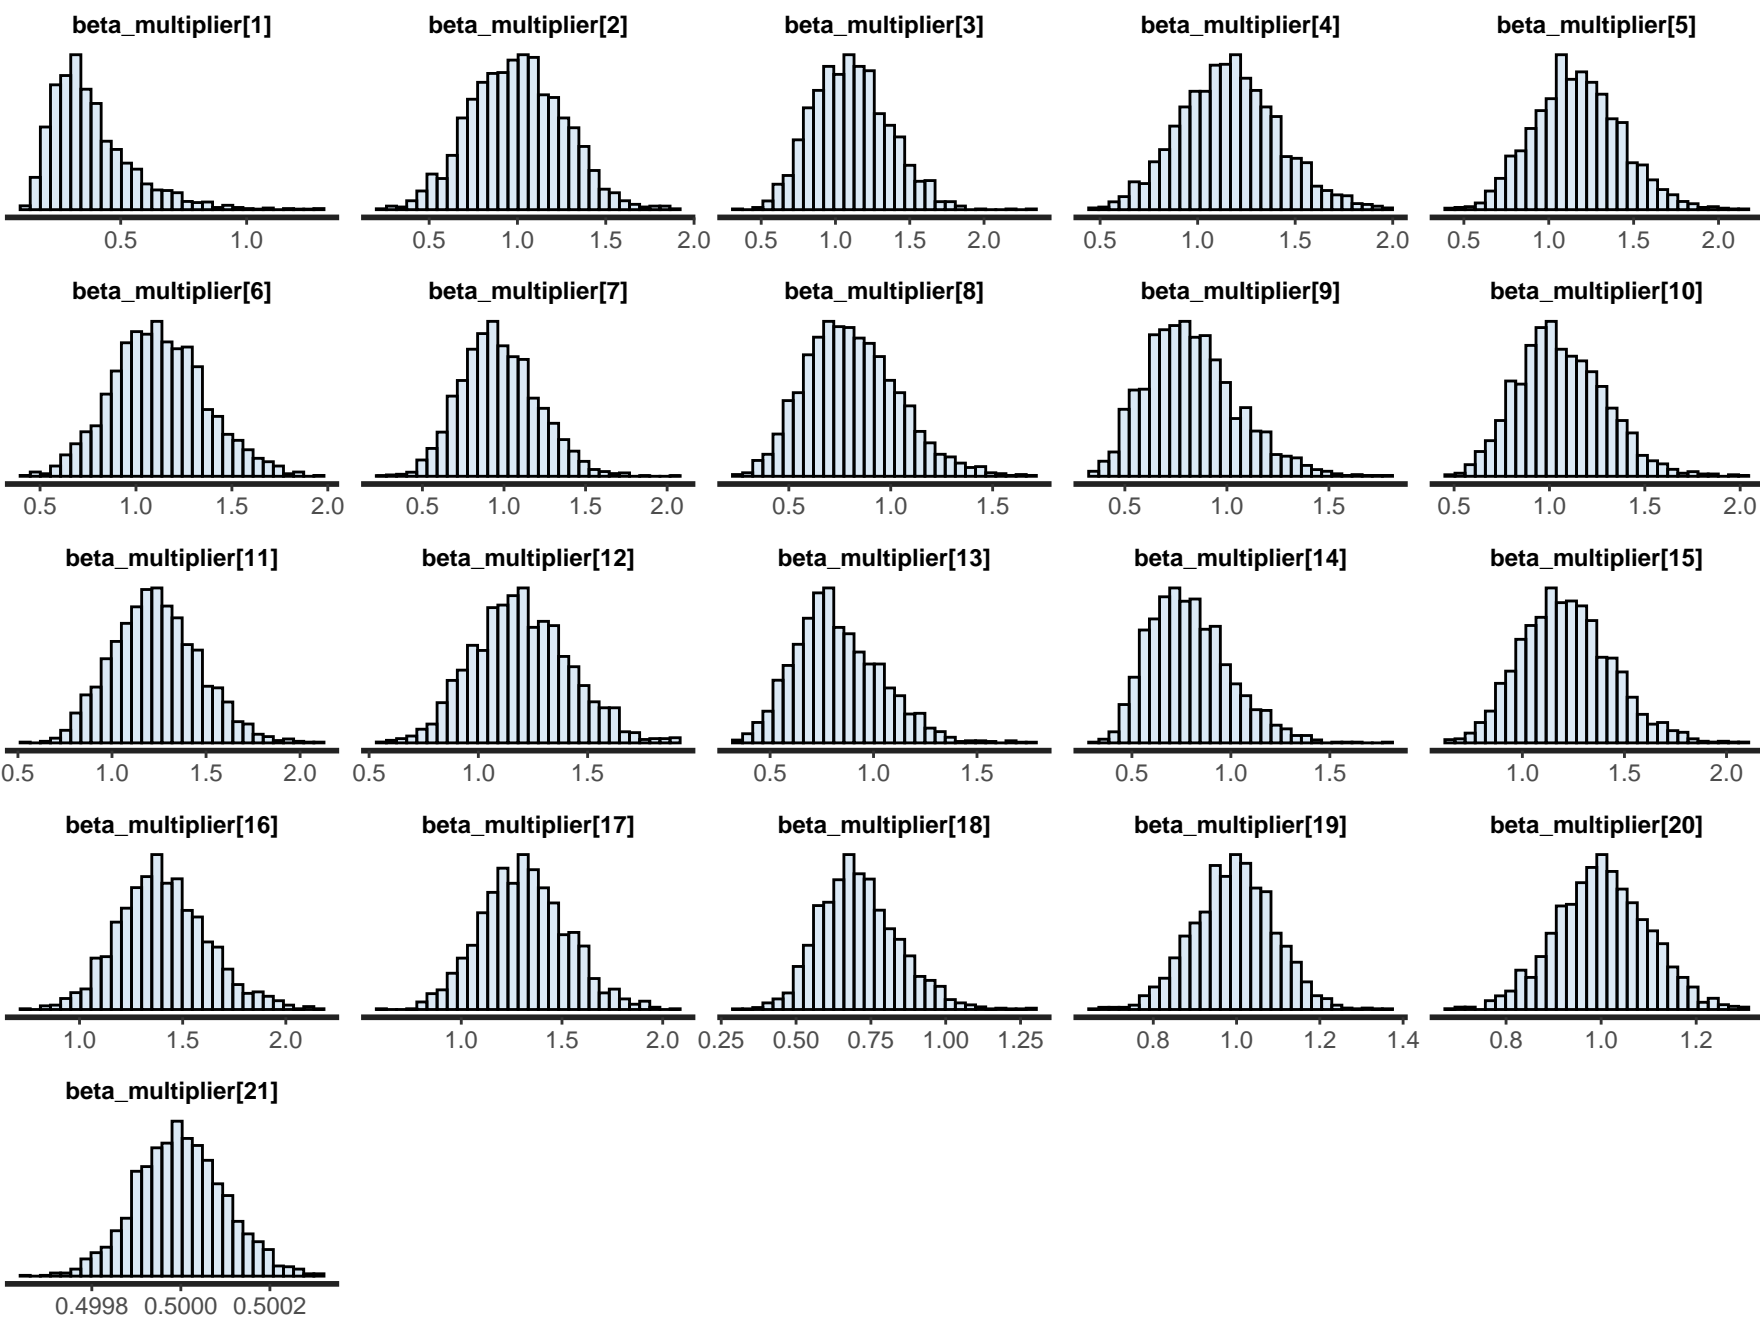 beta_multiplier[1] beta_multiplier[2] beta_multiplier[3] beta_multiplier[4] beta_multiplier[5]
0.5 1.0 0.5 1.0 1.5 2.0 0.5 1.0 1.5 2.0 0.5 1.0 1.5 2.0 0.5 1.0 1.5 2.0
beta_multiplier[6] beta_multiplier[7] beta_multiplier[8] beta_multiplier[9] beta_multiplier[10]
0.5 1.0 1.5 2.0 0.5 1.0 1.5 2.0 0.5 1.0 1.5 0.5 1.0 1.5 0.5 1.0 1.5 2.0
beta_multiplier[11] beta_multiplier[12] beta_multiplier[13] beta_multiplier[14] beta_multiplier[15]
0.5 1.0 1.5 2.0 0.5 1.0 1.5 0.5 1.0 1.5 0.5 1.0 1.5 1.0 1.5 2.0
beta_multiplier[16] beta_multiplier[17] beta_multiplier[18] beta_multiplier[19] beta_multiplier[20]
1.0 1.5 2.0 1.0 1.5 2.0 0.25 0.50 0.75 1.00 1.25 0.8 1.0 1.2 1.4 0.8 1.0 1.2
beta_multiplier[21]
0.4998 0.5000 0.5002